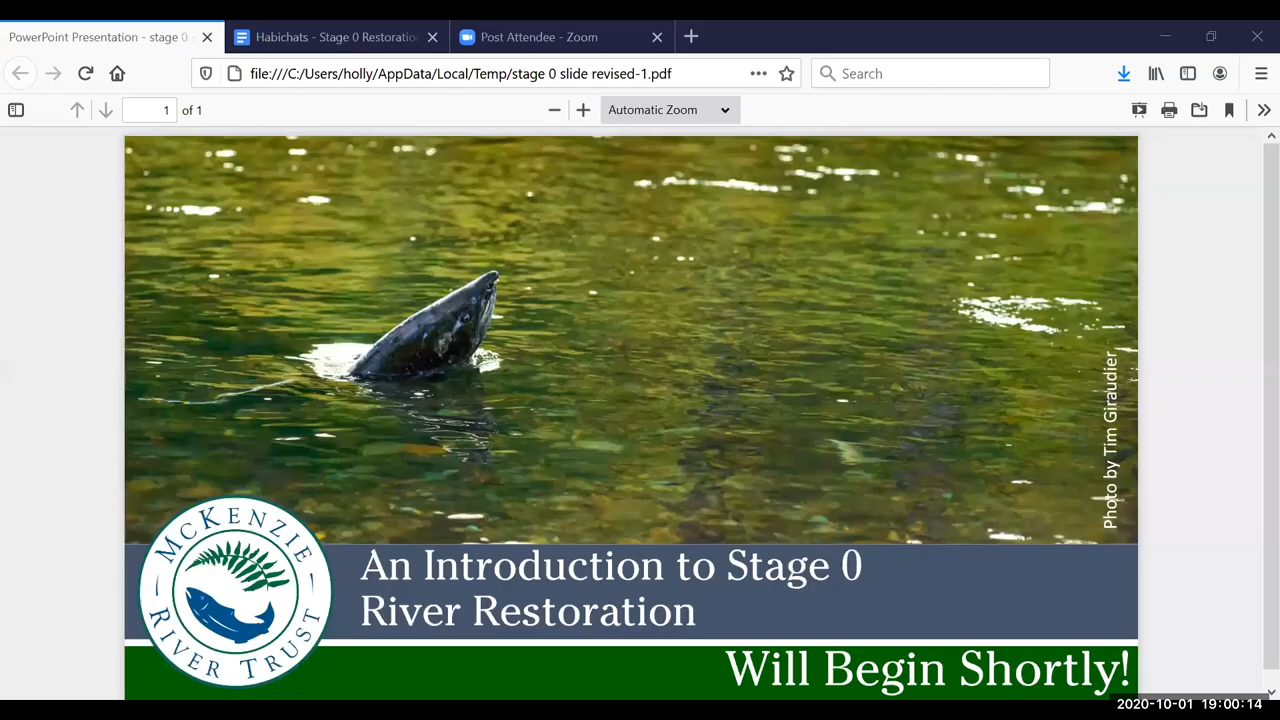 PowerPoint Presentation - stage 0
Habichats - Stage 0 Restoratio
Post Attendee - Zoom
file:///C:/Users/holly/AppData/Local/Temp/stage 0 slide revised-1.pdf
Search
1 of 1
Automatic Zoom
Photo by Tim Giraudier
McKENZIE
RIVER TRUST
An Introduction to Stage 0
River Restoration
Will Begin Shortly!
2020-10-01 19:00:14